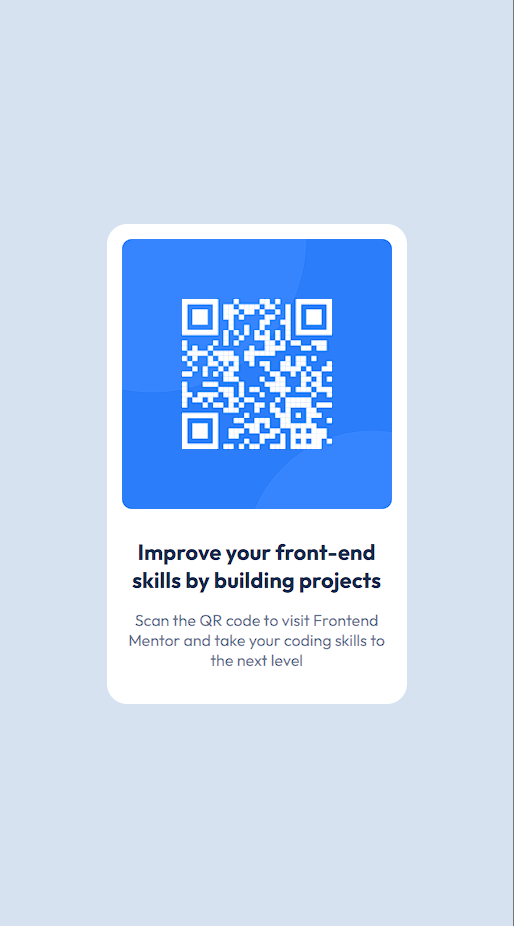 Improve your front-end
skills by building projects
Scan the QR code to visit Frontend
Mentor and take your coding skills to
the next level